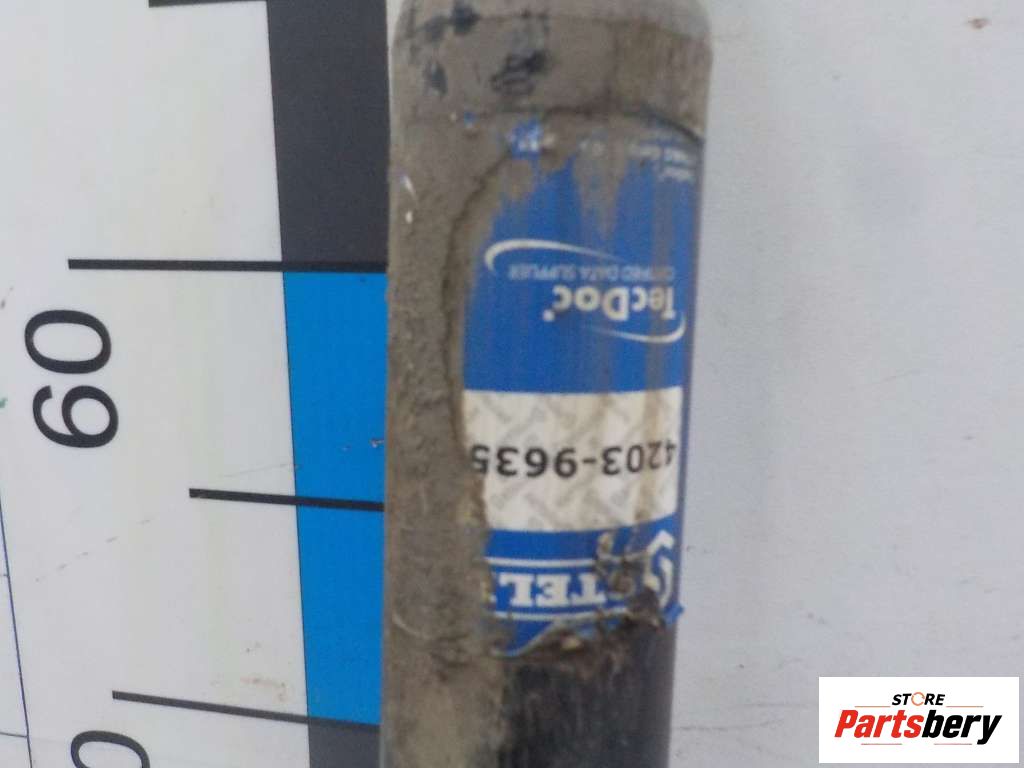 60
TecDoc
CERTIFIED DATA SUPPLIER
4203-9635
STORE
Partsbery